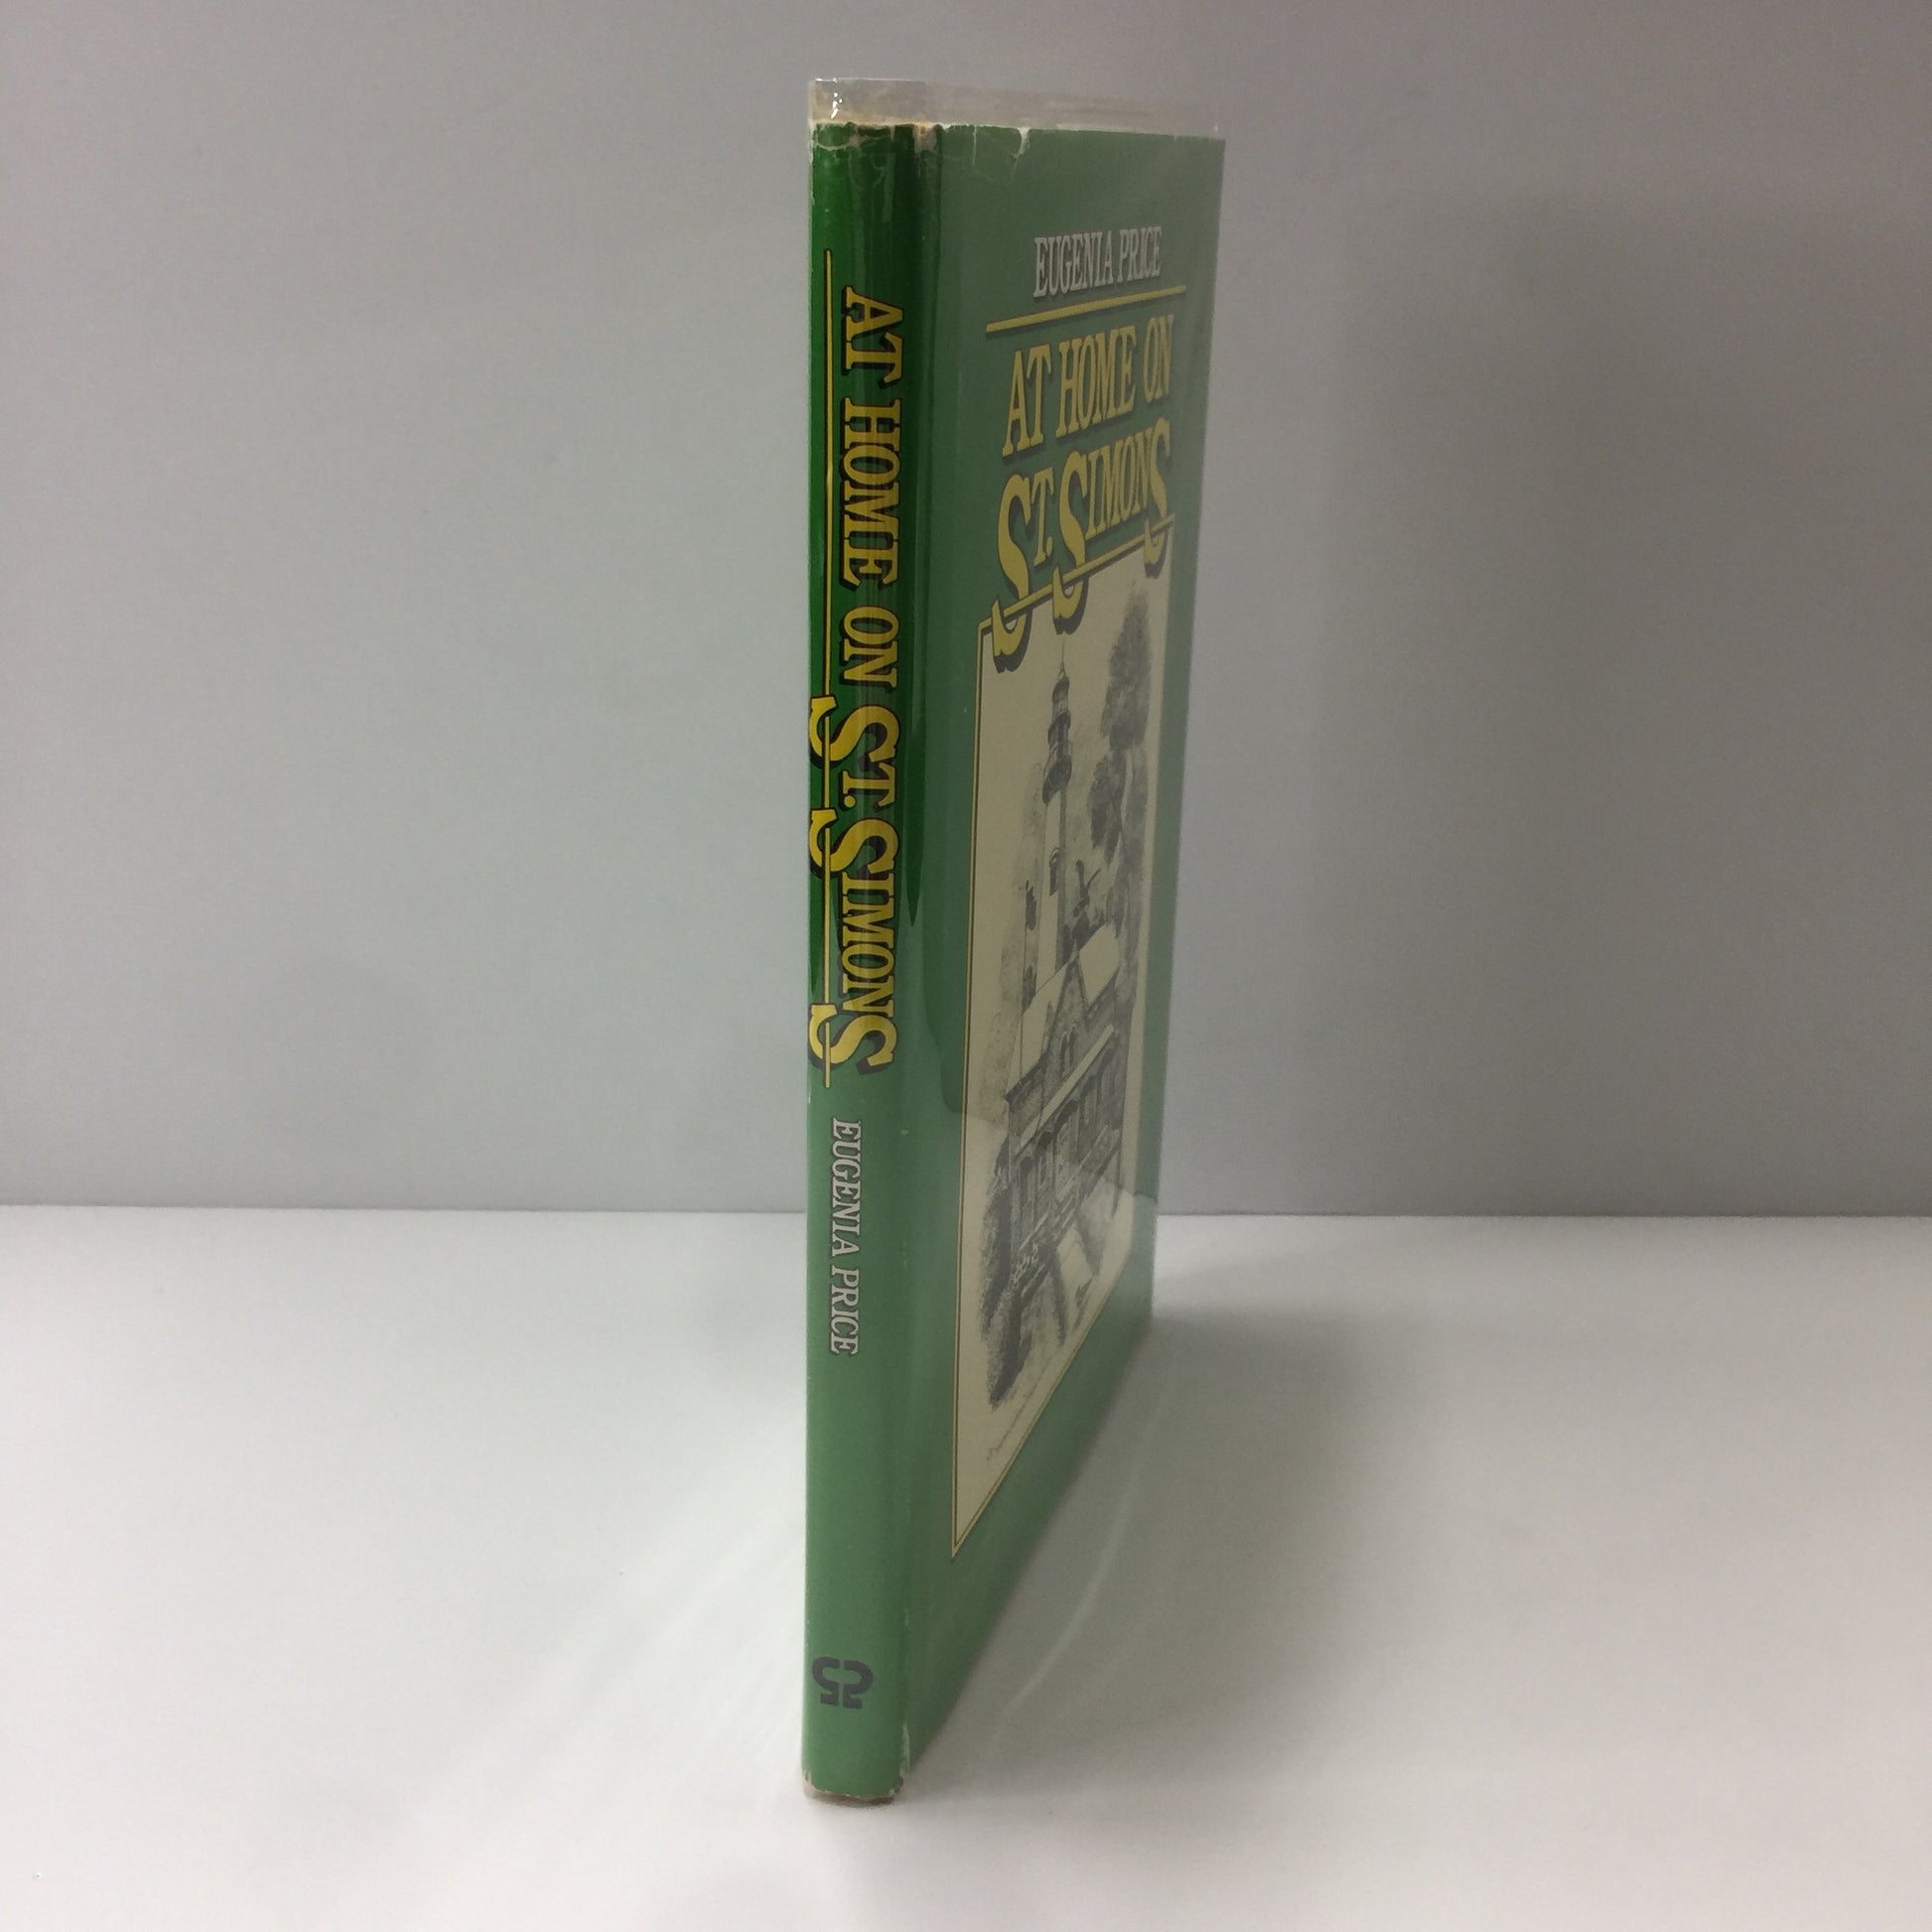 AT HOME ON ST. SIMONS
EUGENIA PRICE
EUGENIA PRICE
AT HOME ON
ST. SIMONS